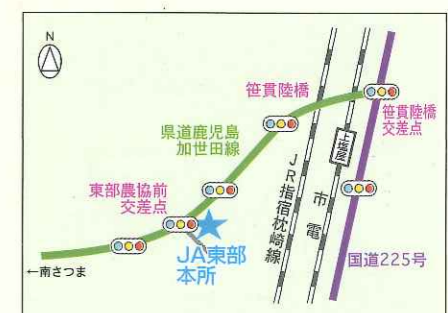 N
笹貫陸橋
笹貫陸橋
交差点
県道鹿児島
加世田線
上塩屋
東部農協前
交差点
JR指宿枕崎線
市電
JA東部
本所
国道225号
←南さつま